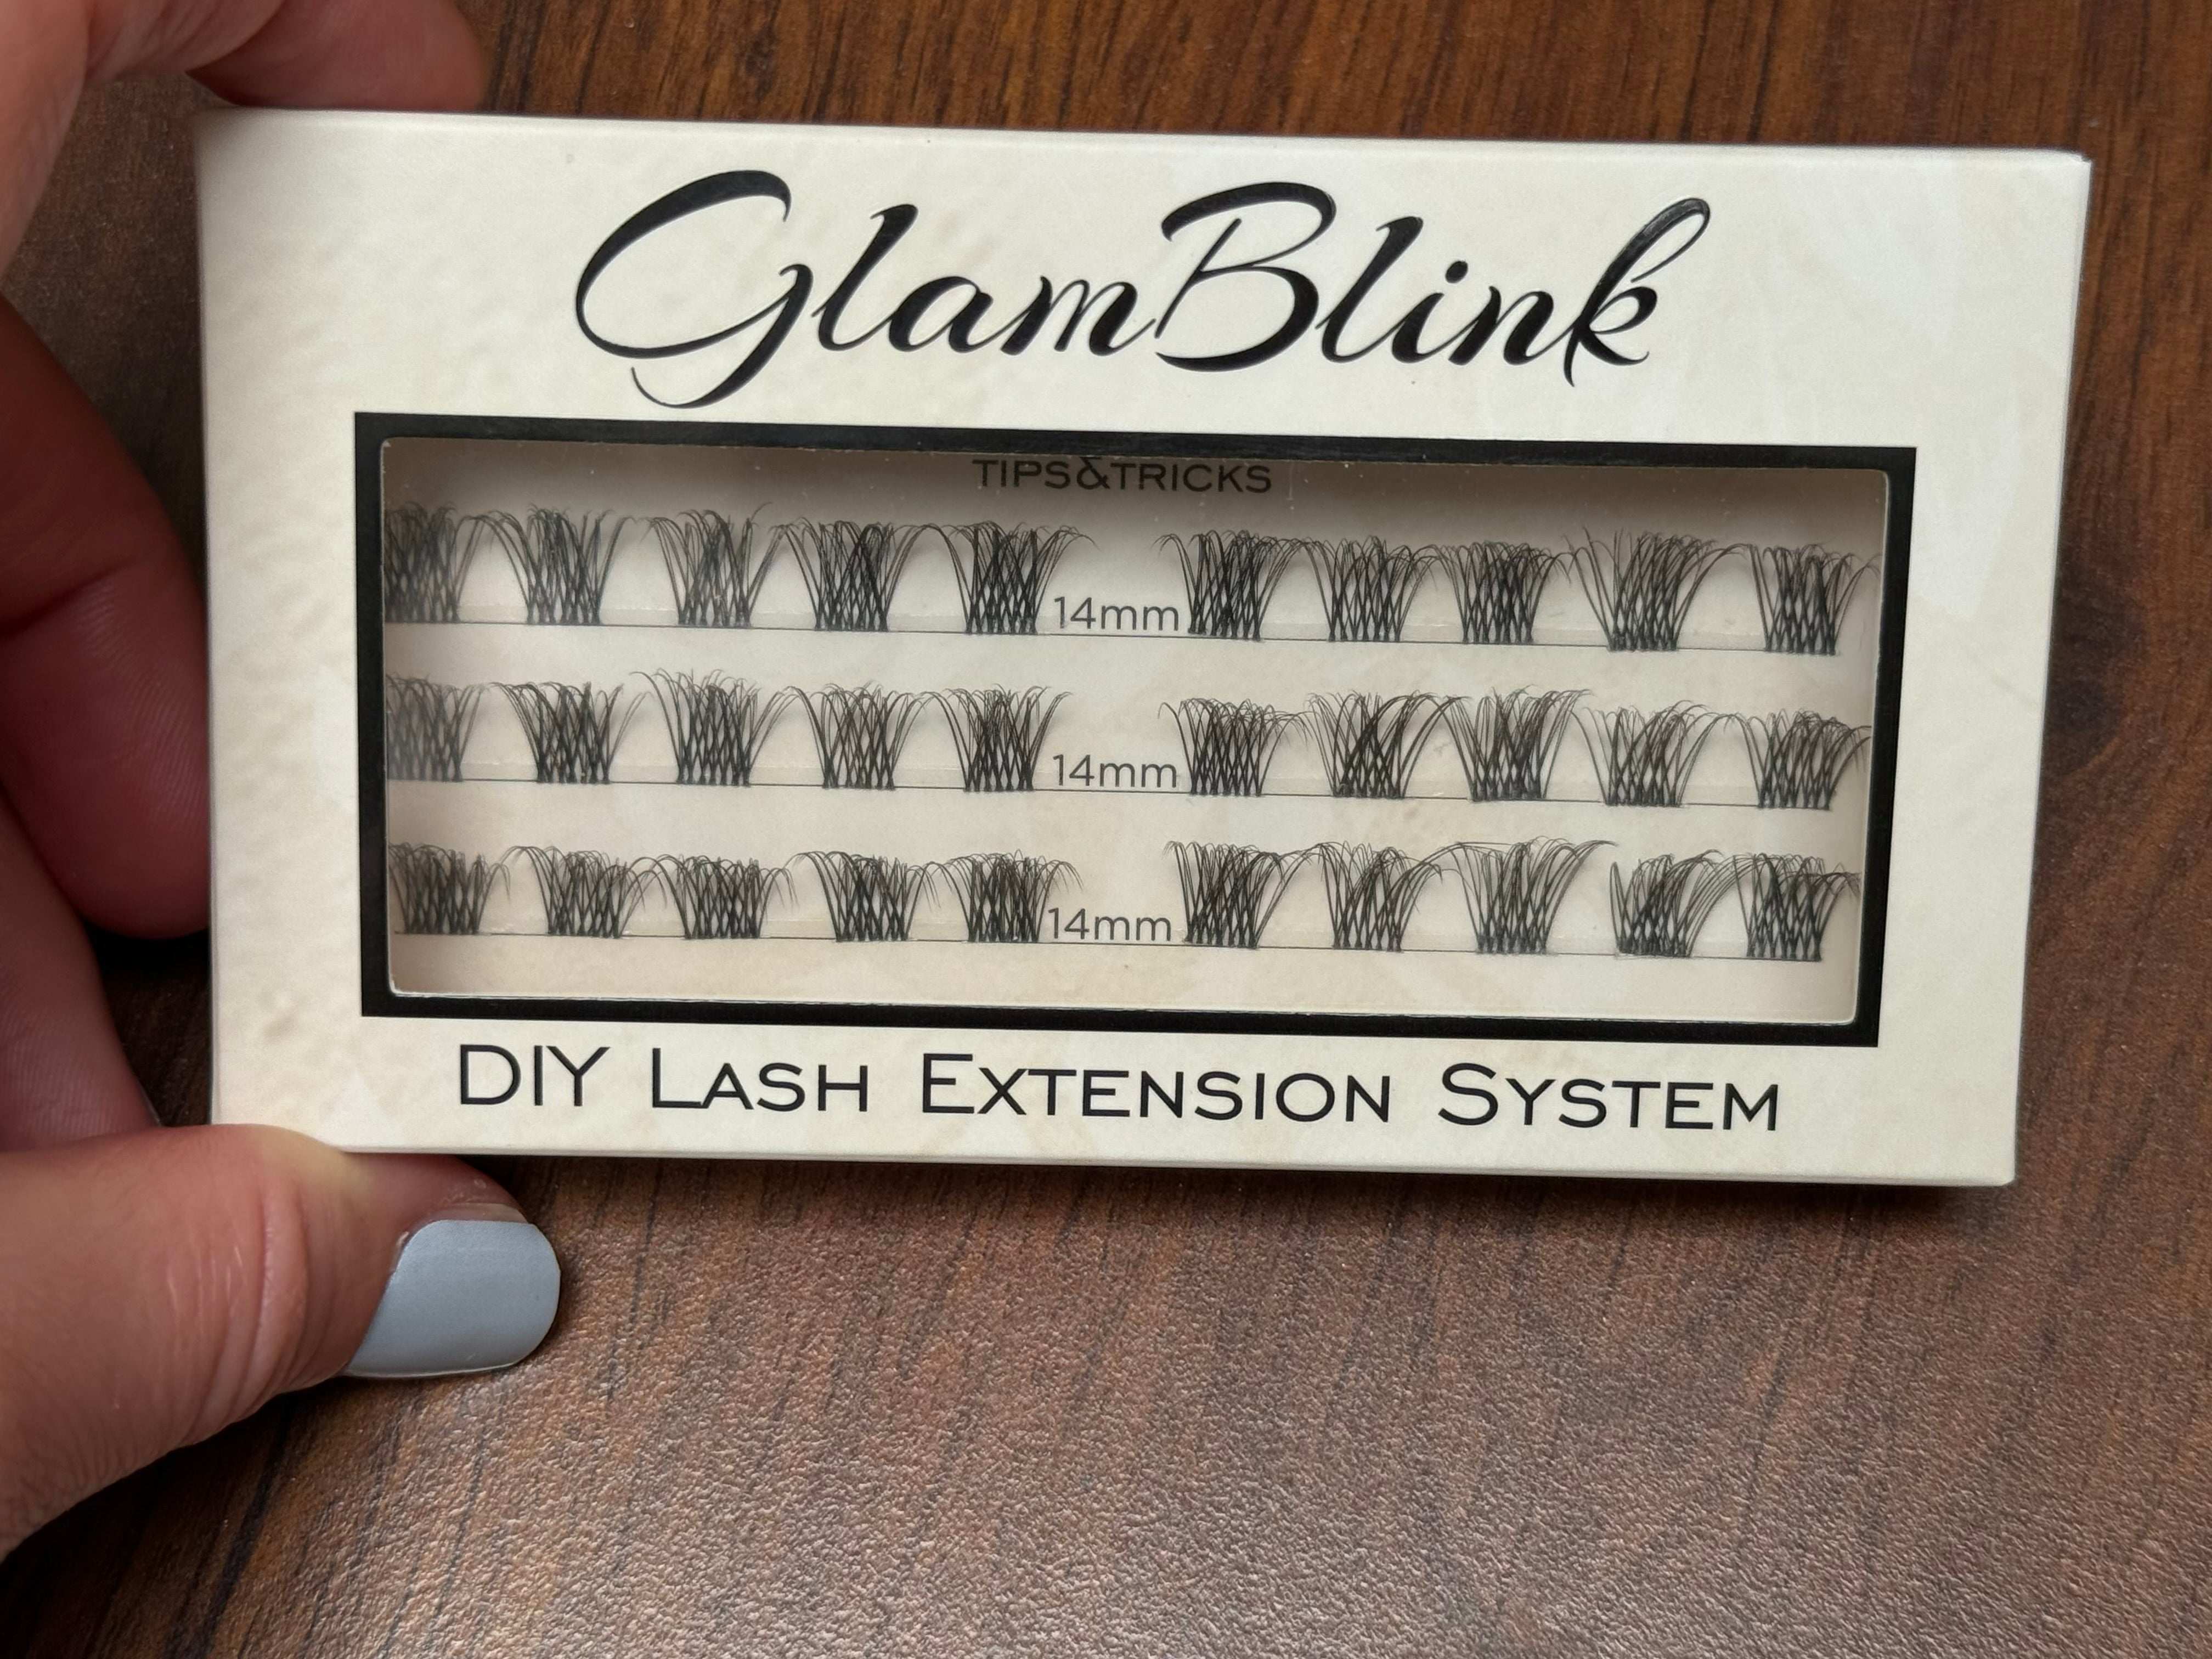 GlamBlink
TIPS&TRICKS
14mm
14mm
14mm
DIY LASH EXTENSION SYSTEM